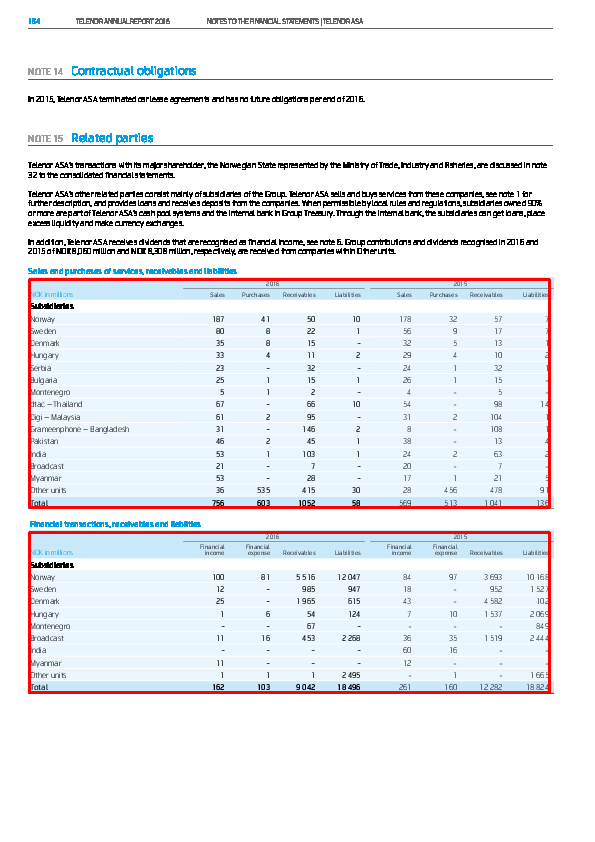 184 TELENOR ANNUAL REPORT 2016 NOTES TO THE FINANCIAL STATEMENTS | TELENOR ASA
NOTE 14 Contractual obligations
In 2015, Telenor ASA terminated car lease agreements and has no future obligations per end of 2016.
NOTE 15 Related parties
Telenor ASA's transactions with its major shareholder, the Norwegian State represented by the Ministry of Trade, Industry and Fisheries, are discussed in note
32 to the consolidated financial statements.
Telenor ASA's other related parties consist mainly of subsidiaries of the Group. Telenor ASA sells and buys services from these companies, see note 1 for
further description, and provides loans and receives deposits from the companies. When permissible by local rules and regulations, subsidiaries owned 90%
or more are part of Telenor ASA's cash pool systems and the internal bank in Group Treasury. Through the internal bank, the subsidiaries can get loans, place
excess liquidity and make currency exchanges.
In addition, Telenor ASA receives dividends that are recognised as financial income, see note 6. Group contributions and dividends recognised in 2016 and
2015 of NOK 8,060 million and NOK 8,308 million, respectively, are received from companies within Other units.
Sales and purchases of services, receivables and liabilities
2016 2015
NOK in millions Sales Purchases Receivables Liabilities Sales Purchases Receivables Liabilities
Subsidiaries
Norway 187 41 50 10 178 32 57 7
Sweden 80 8 22 1 56 9 17 7
Denmark 35 8 15 – 32 5 13 1
Hungary 33 4 11 2 29 4 10 2
Serbia 23 – 32 – 24 1 32 1
Bulgaria 25 1 15 1 26 1 15 –
Montenegro 5 1 2 – 4 – 5 –
dtac – Thailand 67 – 66 10 54 – 98 14
Digi – Malaysia 61 2 95 – 31 2 104 1
Grameenphone – Bangladesh 31 – 146 2 8 – 108 1
Pakistan 46 2 45 1 38 – 13 4
India 53 1 103 1 24 2 63 2
Broadcast 21 – 7 – 20 – 7 –
Myanmar 53 – 28 – 17 1 21 5
Other units 36 535 415 30 28 456 478 91
Total 756 603 1 052 58 569 513 1 041 136
Financial transactions, receivables and liabilities
2016 2015
NOK in millions Financial income Financial expense Receivables Liabilities Financial income Financial expense Receivables Liabilities
Subsidiaries
Norway 100 81 5 516 12 047 84 97 3 693 10 168
Sweden 12 – 985 947 18 – 952 1 527
Denmark 25 – 1 965 615 43 – 4 582 102
Hungary 1 6 54 124 7 10 1 537 2 069
Montenegro – – 67 – – – – 849
Broadcast 11 16 453 2 268 36 35 1 519 2 444
India – – – – 60 16 – –
Myanmar 11 – – – 12 – – –
Other units 1 1 1 2 495 – 1 – 1 665
Total 162 103 9 042 18 496 261 160 12 282 18 824